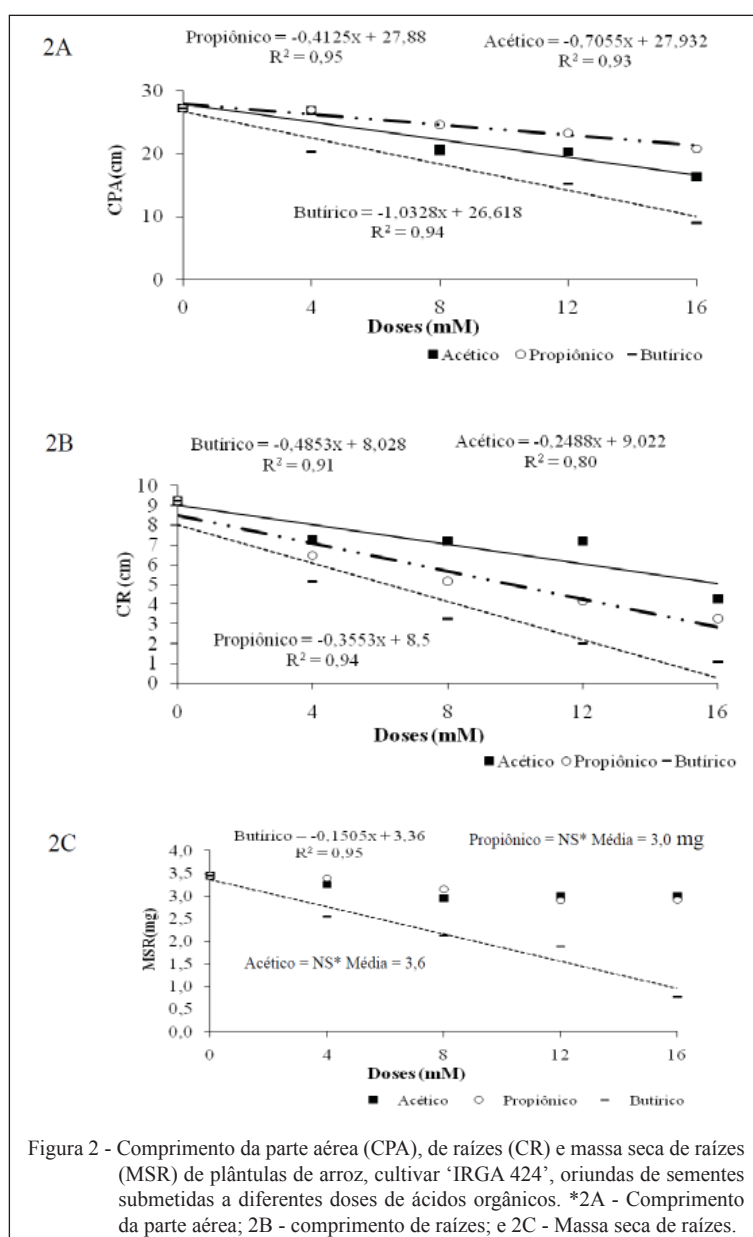 2A
Propiônico = -0,4125x + 27,88
R² = 0,95
Acético = -0,7055x + 27,932
R² = 0,93
30
20
10
0
CPA(cm)
Butírico = -1,0328x + 26,618
R² = 0,94
0 4 8 12 16
Doses (mM)
■ Acético ○ Propiônico – Butírico
2B
Butírico = -0,4853x + 8,028
R² = 0,91
Acético = -0,2488x + 9,022
R² = 0,80
10
9
8
7
6
5
4
3
2
1
0
CR (cm)
Propiônico = -0,3553x + 8,5
R² = 0,94
0 4 8 12 16
Doses (mM)
■ Acético ○ Propiônico – Butírico
2C
Butírico = -0,1505x + 3,36
R² = 0,95
Propiônico = NS* Média = 3,0 mg
4,0
3,5
3,0
2,5
2,0
1,5
1,0
0,5
0,0
MSR(mg)
Acético = NS* Média = 3,6
0 4 8 12 16
Doses (mM)
■ Acético ○ Propiônico – Butírico
Figura 2 - Comprimento da parte aérea (CPA), de raízes (CR) e massa seca de raízes
(MSR) de plântulas de arroz, cultivar ‘IRGA 424’, oriundas de sementes
submetidas a diferentes doses de ácidos orgânicos. *2A - Comprimento
da parte aérea; 2B - comprimento de raízes; e 2C - Massa seca de raízes.